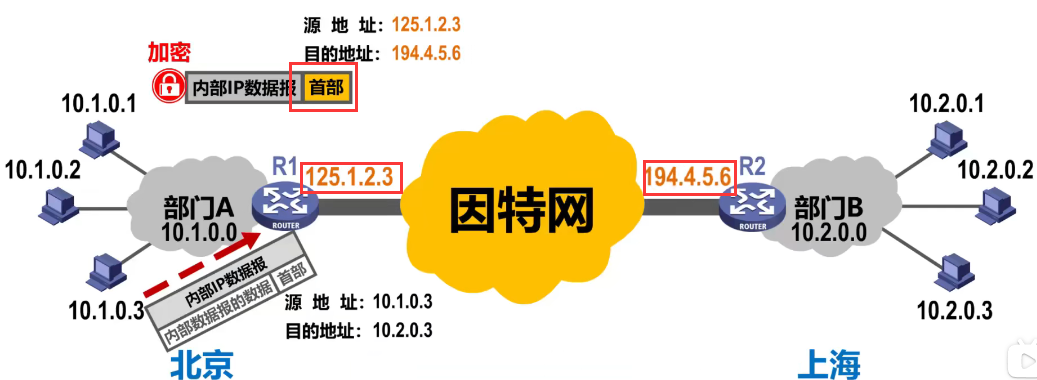 源 地 址：125.1.2.3
目的地址：194.4.5.6
加密
内部IP数据报 首部
10.1.0.1
10.1.0.2
10.1.0.3
部门A
10.1.0.0
R1
125.1.2.3
ROUTER
内部IP数据报
内部数据报的数据 首部
源 地 址：10.1.0.3
目的地址：10.2.0.3
北京
因特网
194.4.5.6
R2
ROUTER
部门B
10.2.0.0
10.2.0.1
10.2.0.2
10.2.0.3
上海